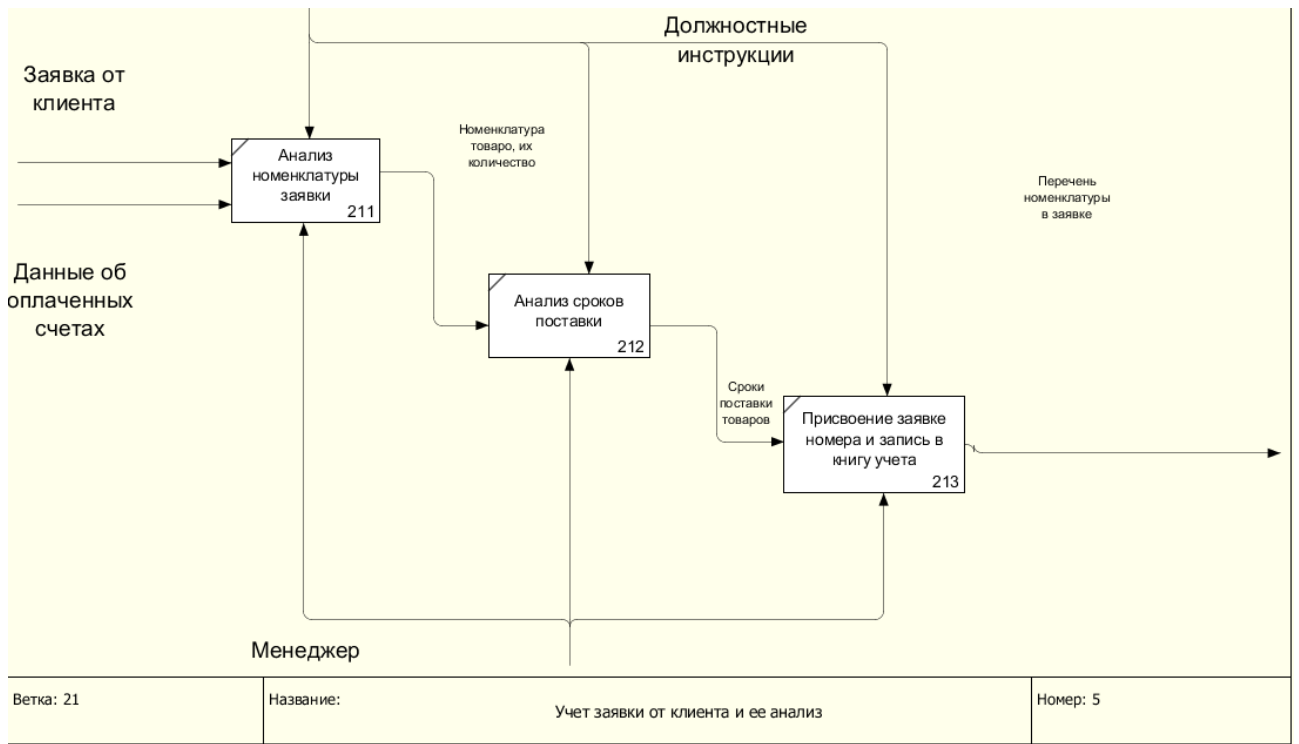 Должностные
инструкции
Заявка от
клиента
Номенклатура
товаро, их
количество
Анализ
номенклатуры
заявки
211
Перечень
номенклатуры
в заявке
Данные об
оплаченных
счетах
Анализ сроков
поставки
212
Сроки
поставки
товаров
Присвоение заявке
номера и запись в
книгу учета
213
Менеджер
Ветка: 21
Название:
Учет заявки от клиента и ее анализ
Номер: 5